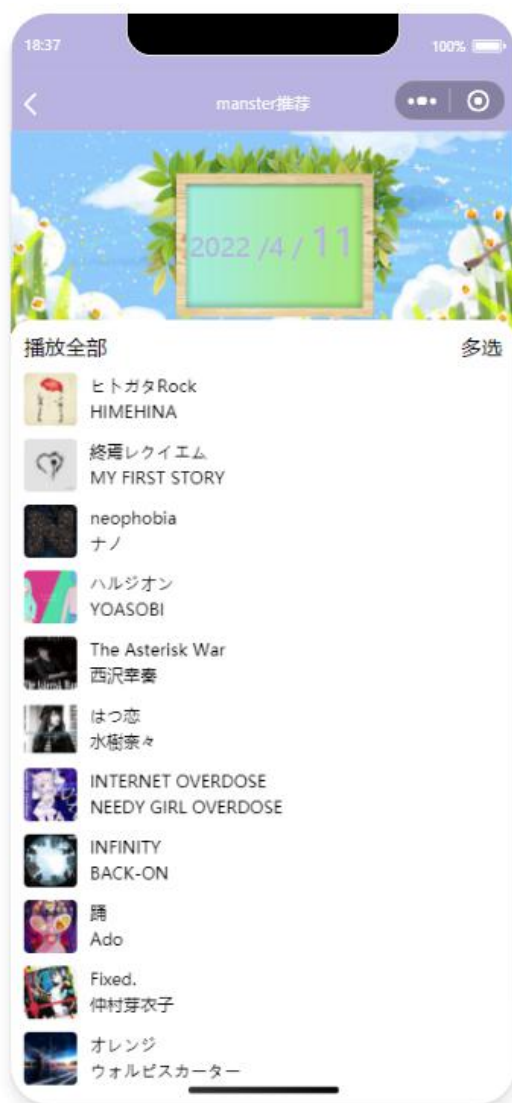 18:37
100%
manster推荐
2022 /4 / 11
播放全部
多选
ヒトガタRock
HIMEHINA
終焉レクイエム
MY FIRST STORY
neophobia
ナノ
ハルジオン
YOASOBI
The Asterisk War
西沢幸奏
はつ恋
水樹奈々
INTERNET OVERDOSE
NEEDY GIRL OVERDOSE
INFINITY
BACK-ON
踊
Ado
Fixed.
仲村芽衣子
オレンジ
ウォルピスカーター